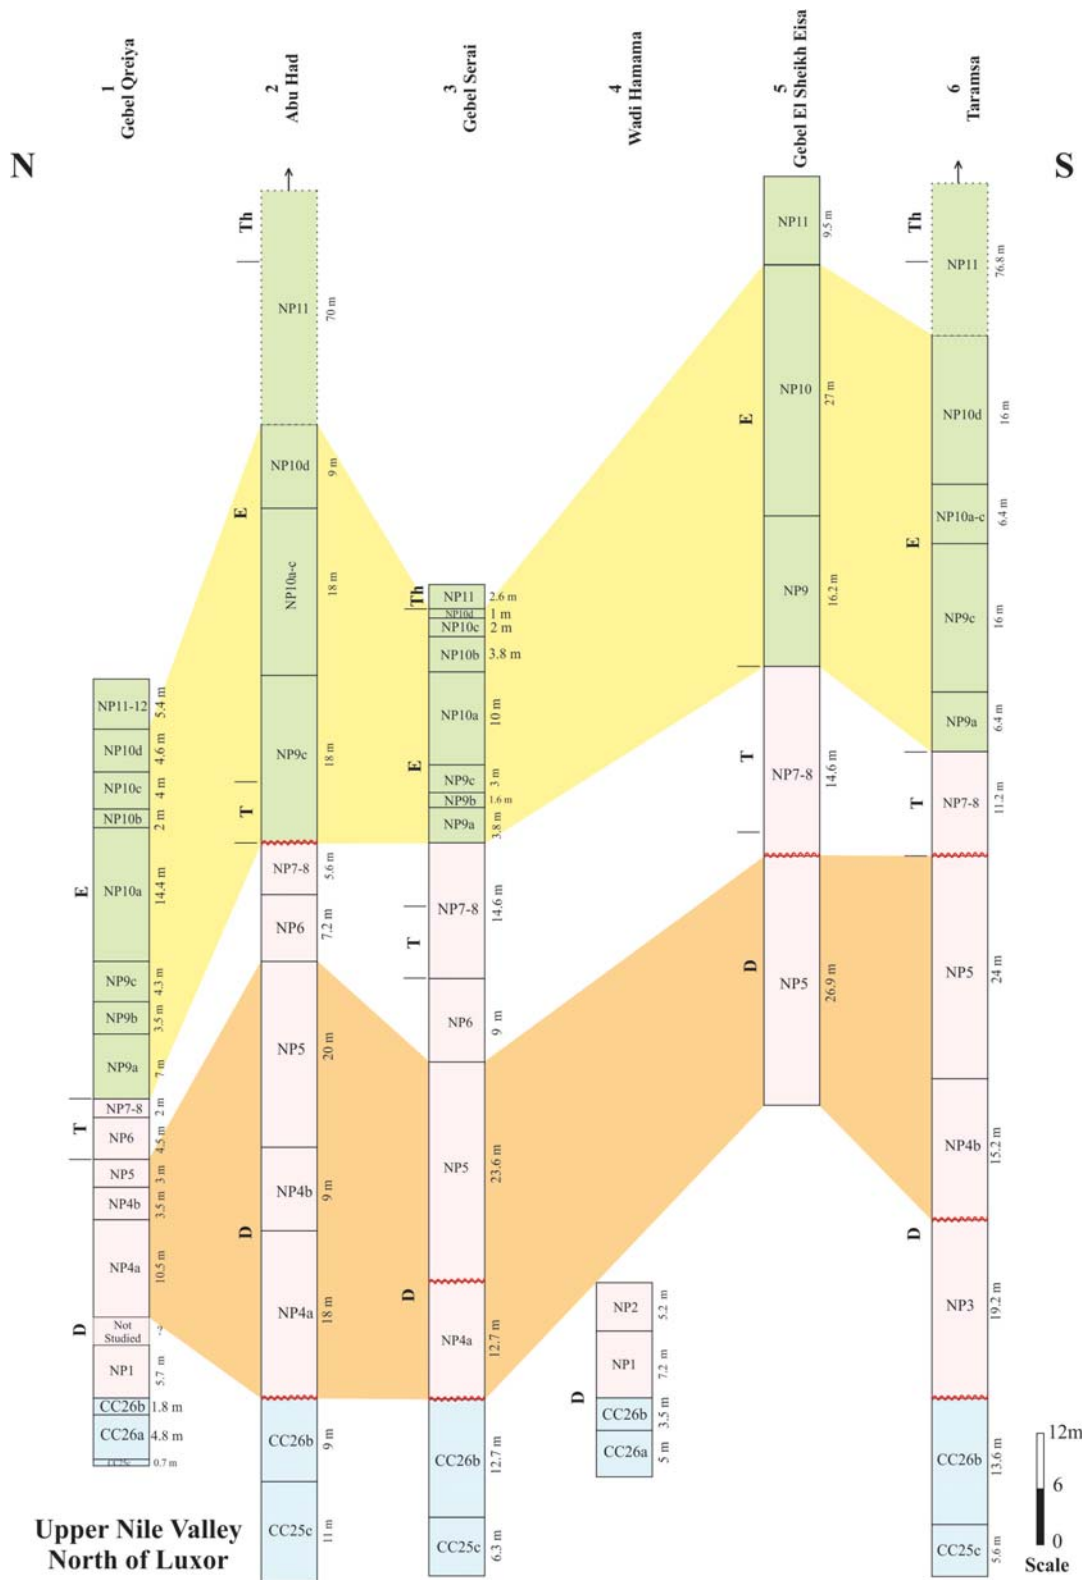 1
Gebel Qreiya
2
Abu Had
3
Gebel Serai
4
Wadi Hamama
5
Gebel El Sheikh Eisa
6
Taramsa
N
S
NP11-12
5.4 m
NP10d
4.6 m
NP10c
4 m
NP10b
2 m
NP10a
14.4 m
E
NP9c
4.3 m
NP9b
3.5 m
NP9a
7 m
NP7-8
2 m
T
NP6
4.5 m
NP5
3 m
NP4b
3.5 m
NP4a
10.5 m
Not
Studied
-?
D
NP1
5.7 m
CC26b
1.8 m
CC26a
4.8 m
CC25c
0.7 m
Th
NP11
70 m
NP10d
9 m
E
NP10a-c
18 m
NP9c
18 m
T
NP7-8
5.6 m
NP6
7.2 m
NP5
20 m
NP4b
9 m
D
NP4a
18 m
CC26b
9 m
CC25c
11 m
Th
NP11
2.6 m
NP10d
1 m
NP10c
2 m
NP10b
3.8 m
NP10a
10 m
E
NP9c
3 m
NP9b
1.6 m
NP9a
3.8 m
NP7-8
14.6 m
T
NP6
9 m
NP5
23.6 m
D
NP4a
12.7 m
CC26b
12.7 m
CC25c
6.3 m
NP2
5.2 m
NP1
7.2 m
D
CC26b
3.5 m
CC26a
5 m
NP11
9.5 m
NP10
27 m
E
NP9
16.2 m
NP7-8
14.6 m
T
D
NP5
26.9 m
Th
NP11
76.8 m
NP10d
16 m
NP10a-c
6.4 m
E
NP9c
16 m
NP9a
6.4 m
NP7-8
11.2 m
T
NP5
24 m
NP4b
15.2 m
D
NP3
19.2 m
CC26b
13.6 m
CC25c
5.6 m
12m
6
0
Scale
Upper Nile Valley
North of Luxor